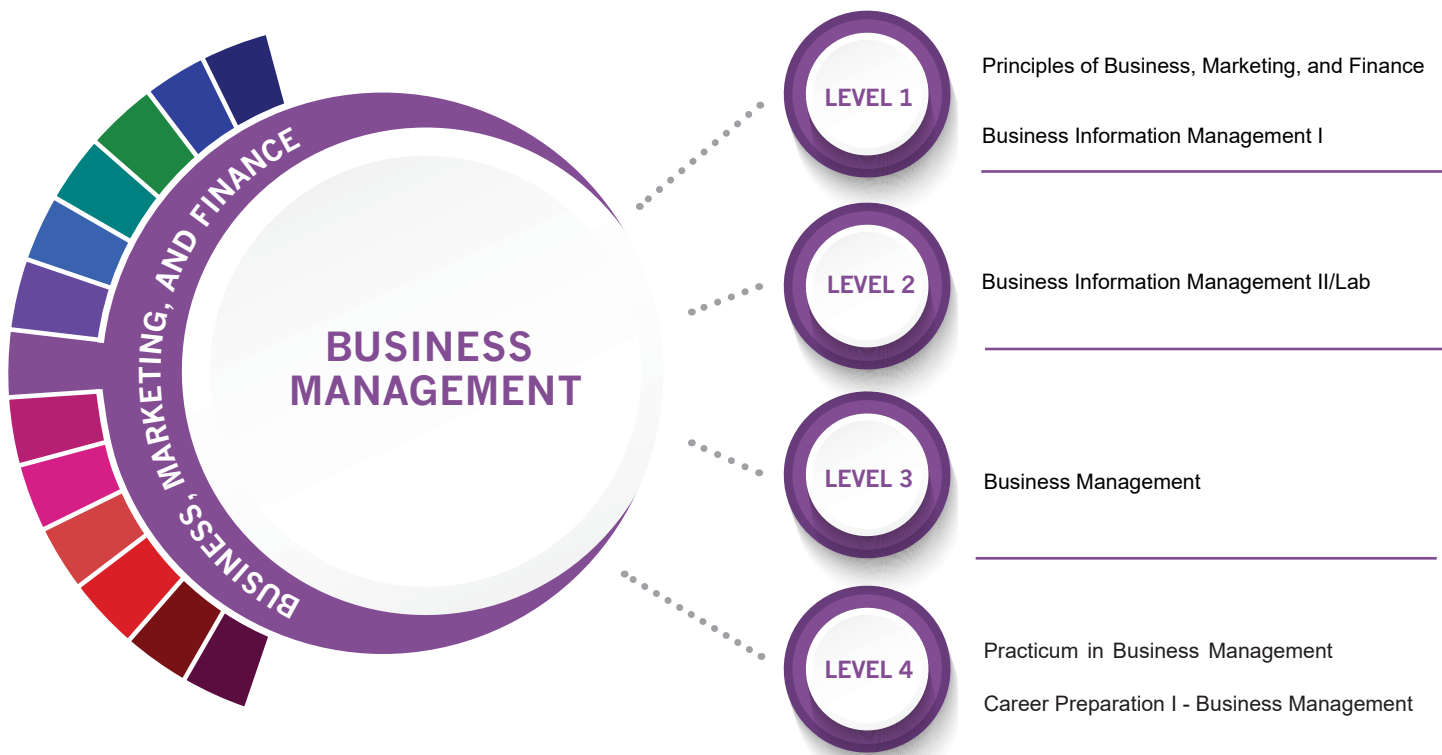 BUSINESS, MARKETING, AND FINANCE
BUSINESS
MANAGEMENT
LEVEL 1
Principles of Business, Marketing, and Finance
Business Information Management I
LEVEL 2
Business Information Management II/Lab
LEVEL 3
Business Management
LEVEL 4
Practicum in Business Management
Career Preparation I - Business Management